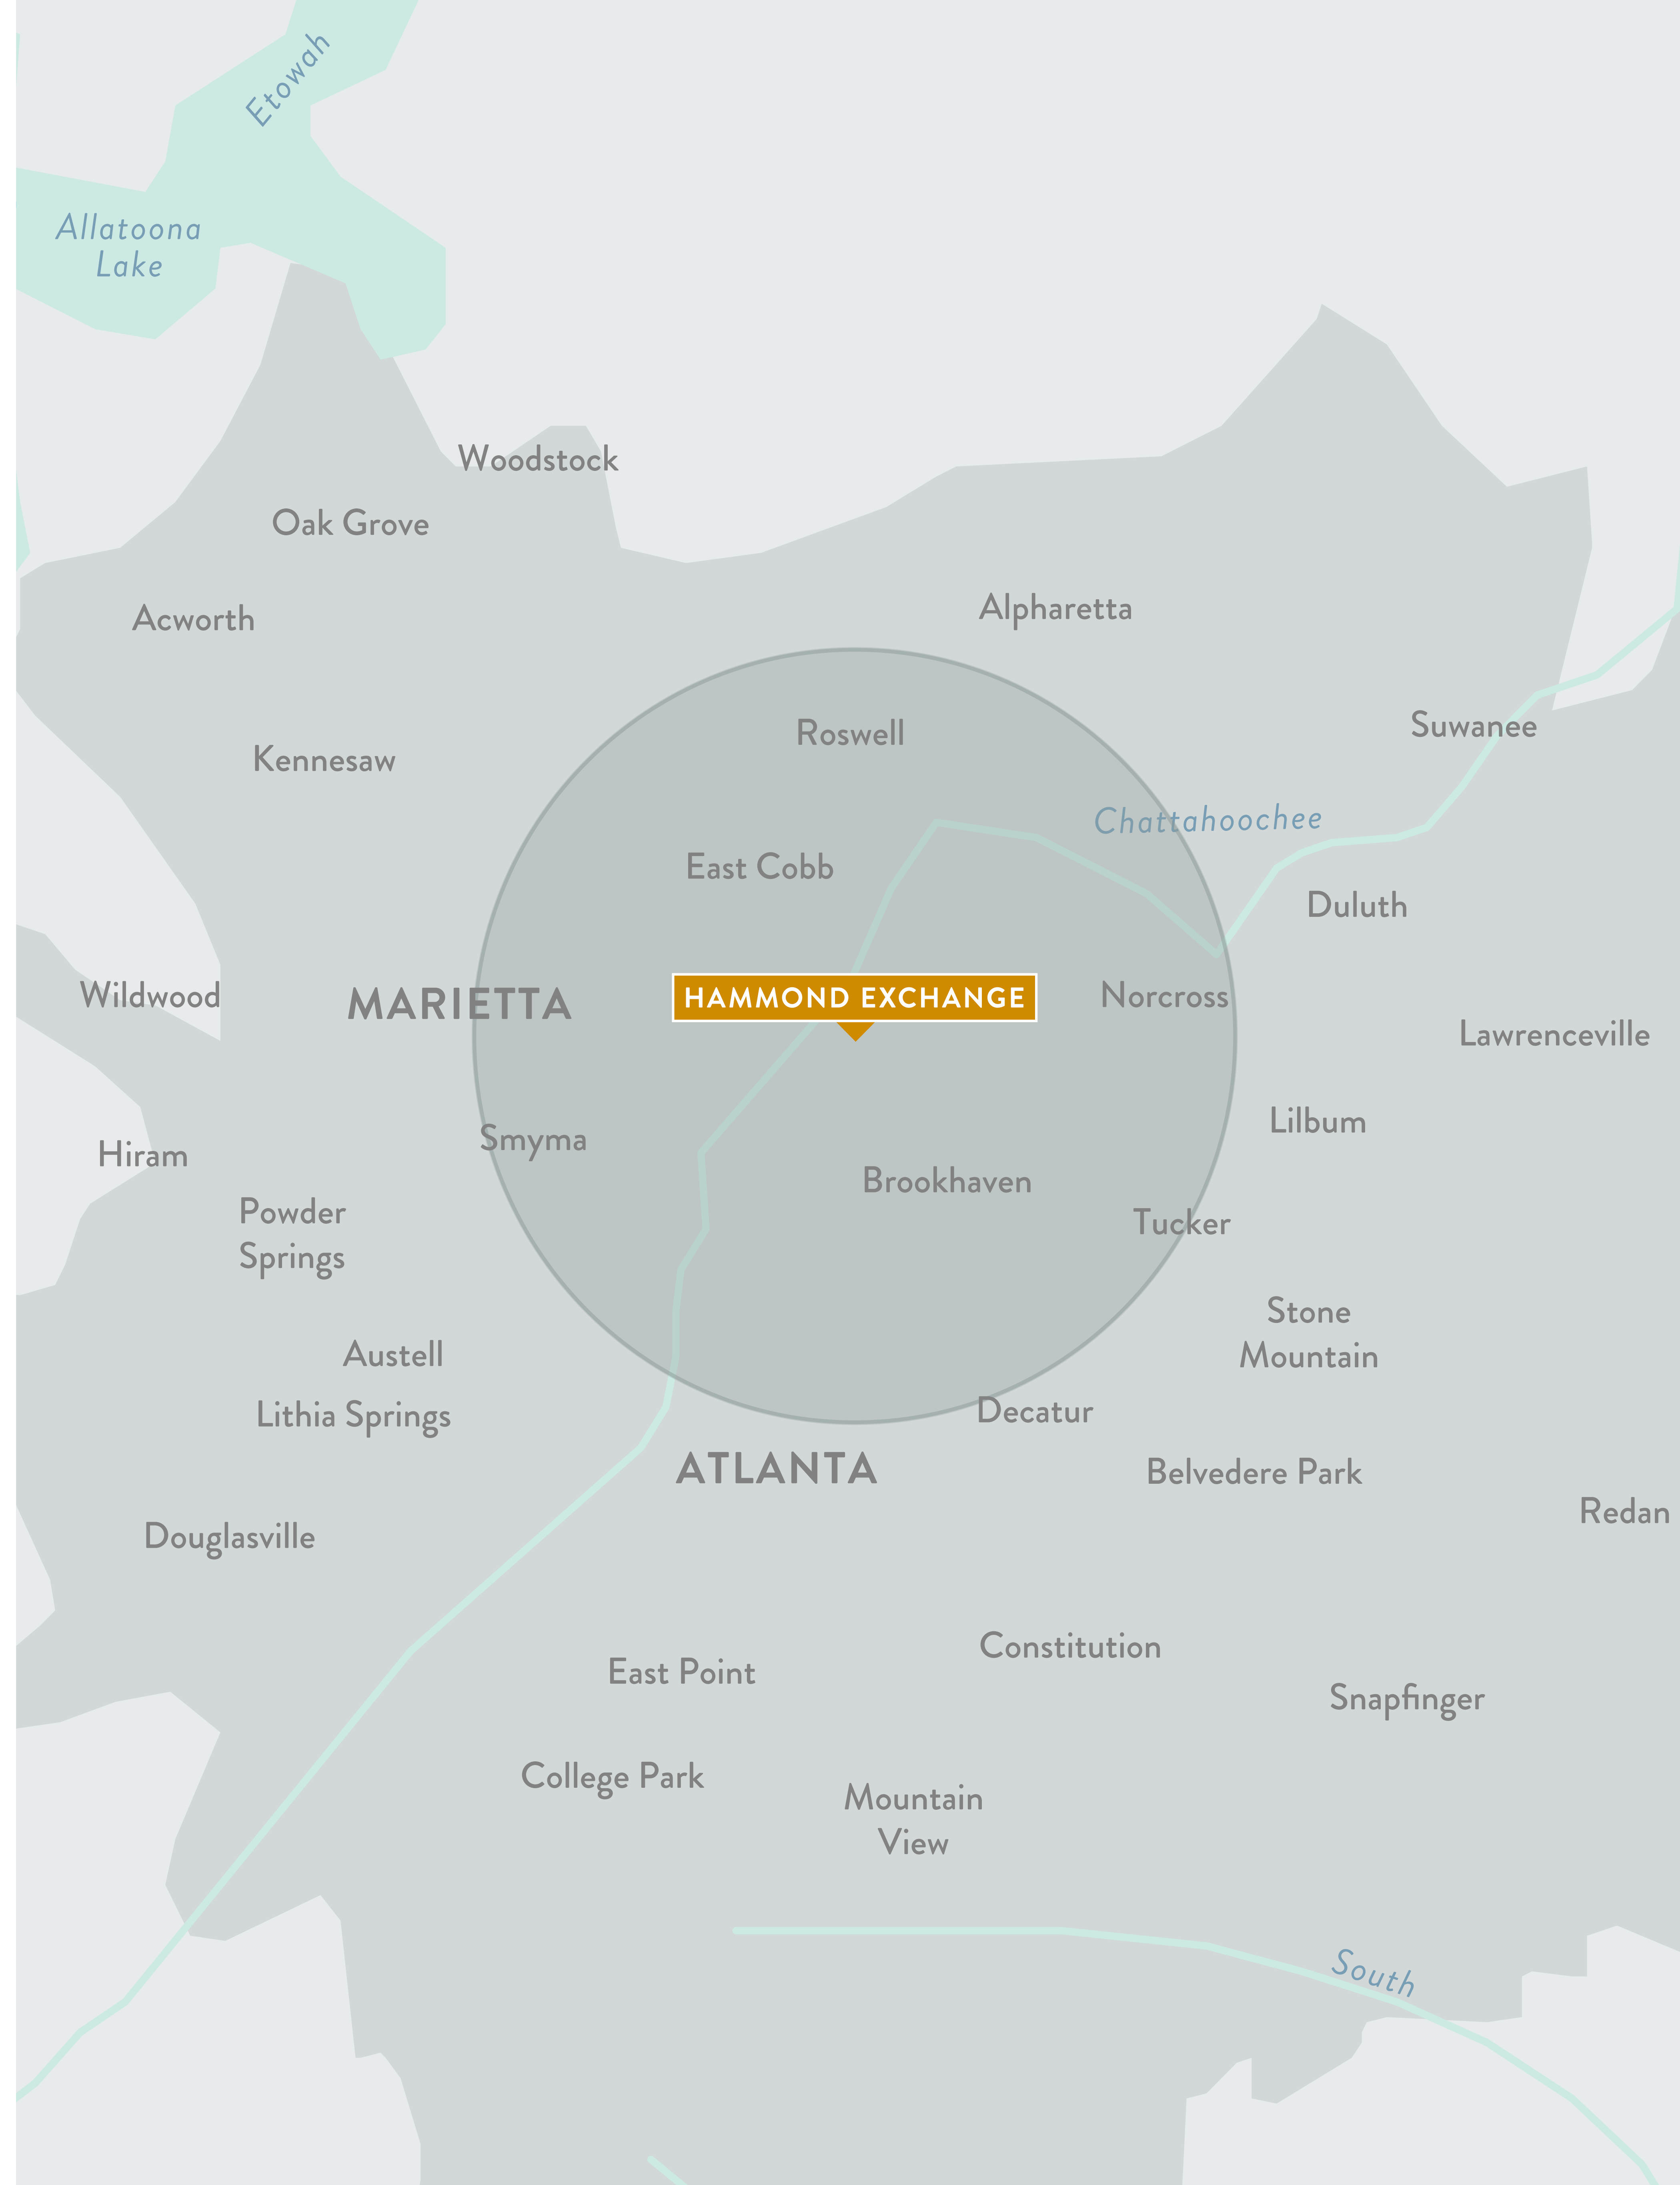 Etowah
Allatoona
Lake
Woodstock
Oak Grove
Acworth
Alpharetta
Roswell
Suwanee
Kennesaw
Chattahoochee
East Cobb
Duluth
Wildwood
MARIETTA
HAMMOND EXCHANGE
Norcross
Lawrenceville
Lilbum
Smyma
Hiram
Brookhaven
Powder
Springs
Tucker
Stone
Mountain
Austell
Lithia Springs
Decatur
ATLANTA
Belvedere Park
Redan
Douglasville
Constitution
East Point
Snapfinger
College Park
Mountain
View
South